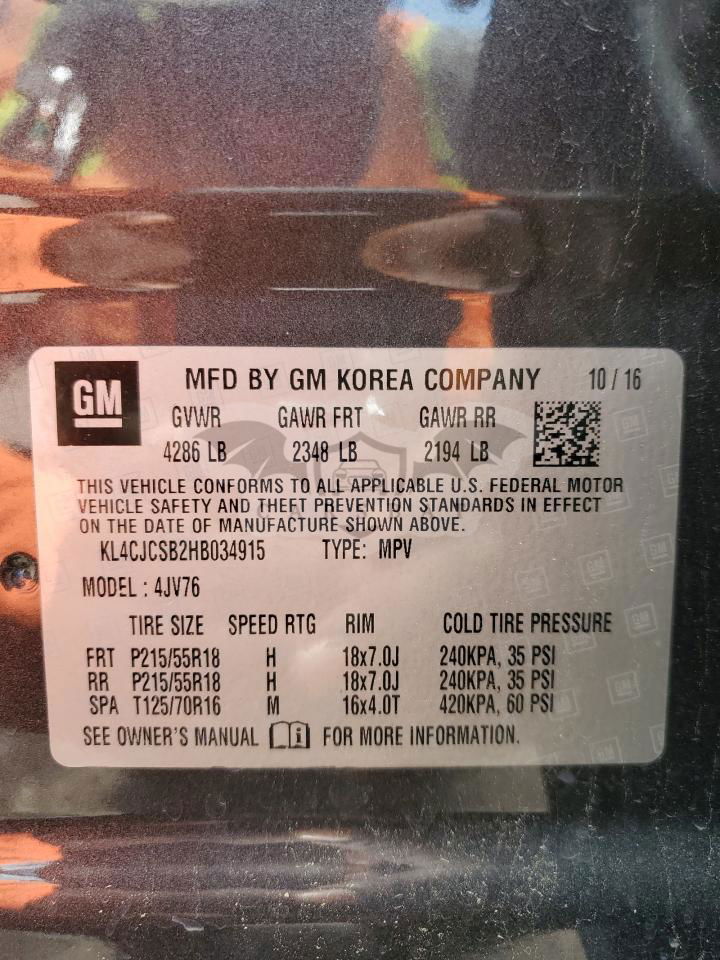 GM
MFD BY GM KOREA COMPANY 10 / 16
GVWR GAWR FRT GAWR RR
4286 LB 2348 LB 2194 LB
THIS VEHICLE CONFORMS TO ALL APPLICABLE U.S. FEDERAL MOTOR
VEHICLE SAFETY AND THEFT PREVENTION STANDARDS IN EFFECT
ON THE DATE OF MANUFACTURE SHOWN ABOVE.
KL4CJCSB2HB034915 TYPE: MPV
MODEL : 4JV76
TIRE SIZE SPEED RTG RIM COLD TIRE PRESSURE
FRT P215/55R18 H 18x7.0J 240KPA, 35 PSI
RR P215/55R18 H 18x7.0J 240KPA, 35 PSI
SPA T125/70R16 M 16x4.0T 420KPA, 60 PSI
SEE OWNER'S MANUAL FOR MORE INFORMATION.